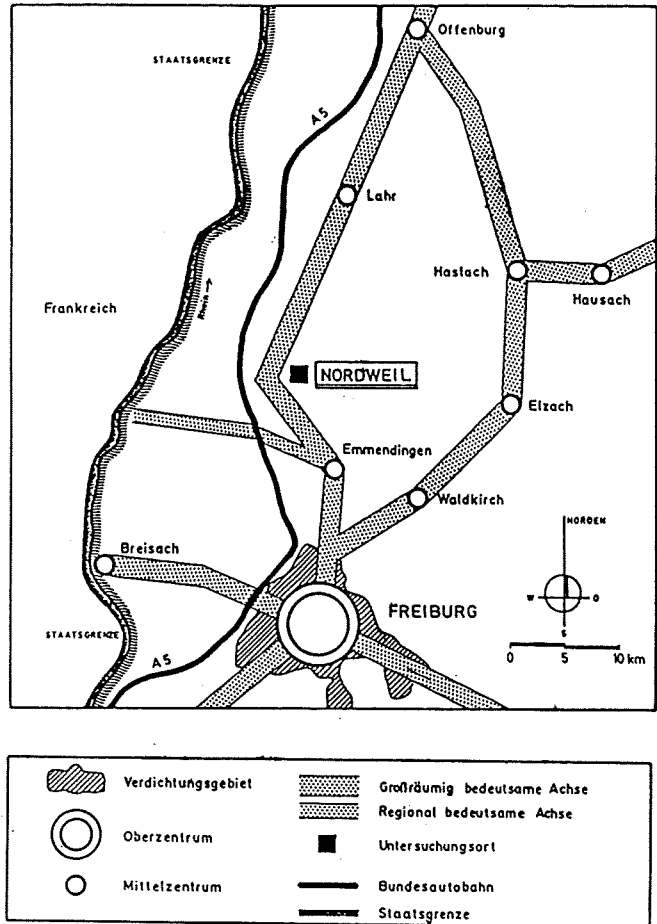 Offenburg
STAATSGRENZE
A5
Lahr
Haslach
Hausach
Rhein →
Frankreich
NORDWEIL
Elzach
Emmendingen
Waldkirch
NORDEN
Breisach
W O
S
FREIBURG
STAATSGRENZE
A5
0 5 10 km
Verdichtungsgebiet
Großräumig bedeutsame Achse
Regional bedeutsame Achse
Oberzentrum
Untersuchungsort
Mittelzentrum
Bundesautobahn
Staatsgrenze